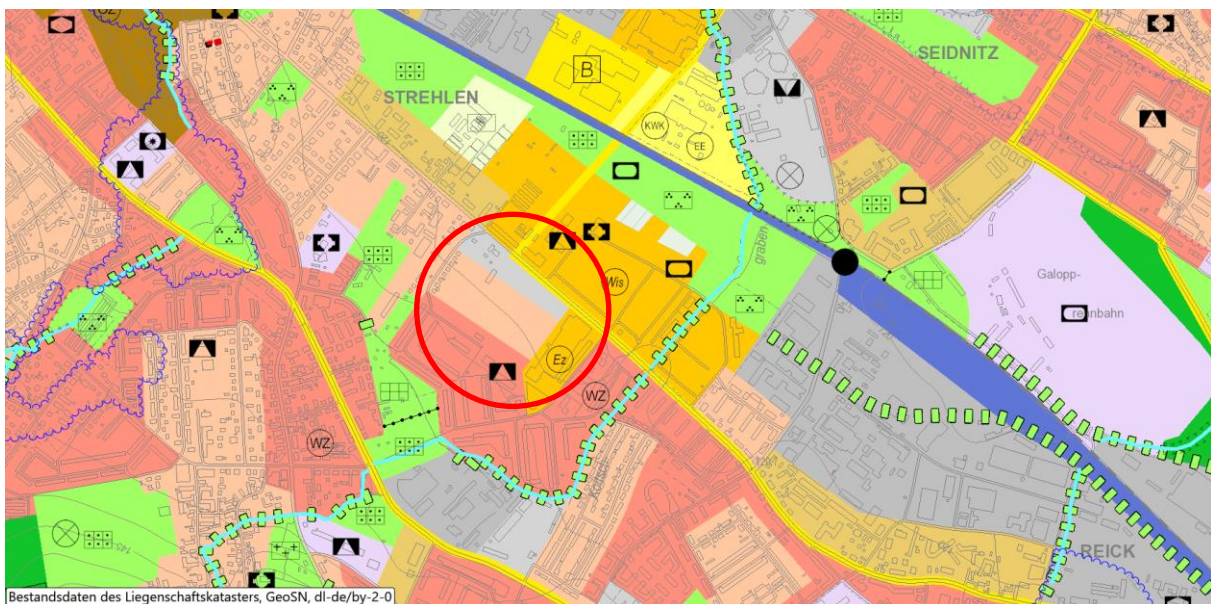 SEIDNITZ
B
STREHLEN
KWK
EE
Galopp-
rennbahn
graben
Wis
Ez
WZ
WZ
REICK
145
Bestandsdaten des Liegenschaftskatasters, GeoSN, dl-de/by-2-0